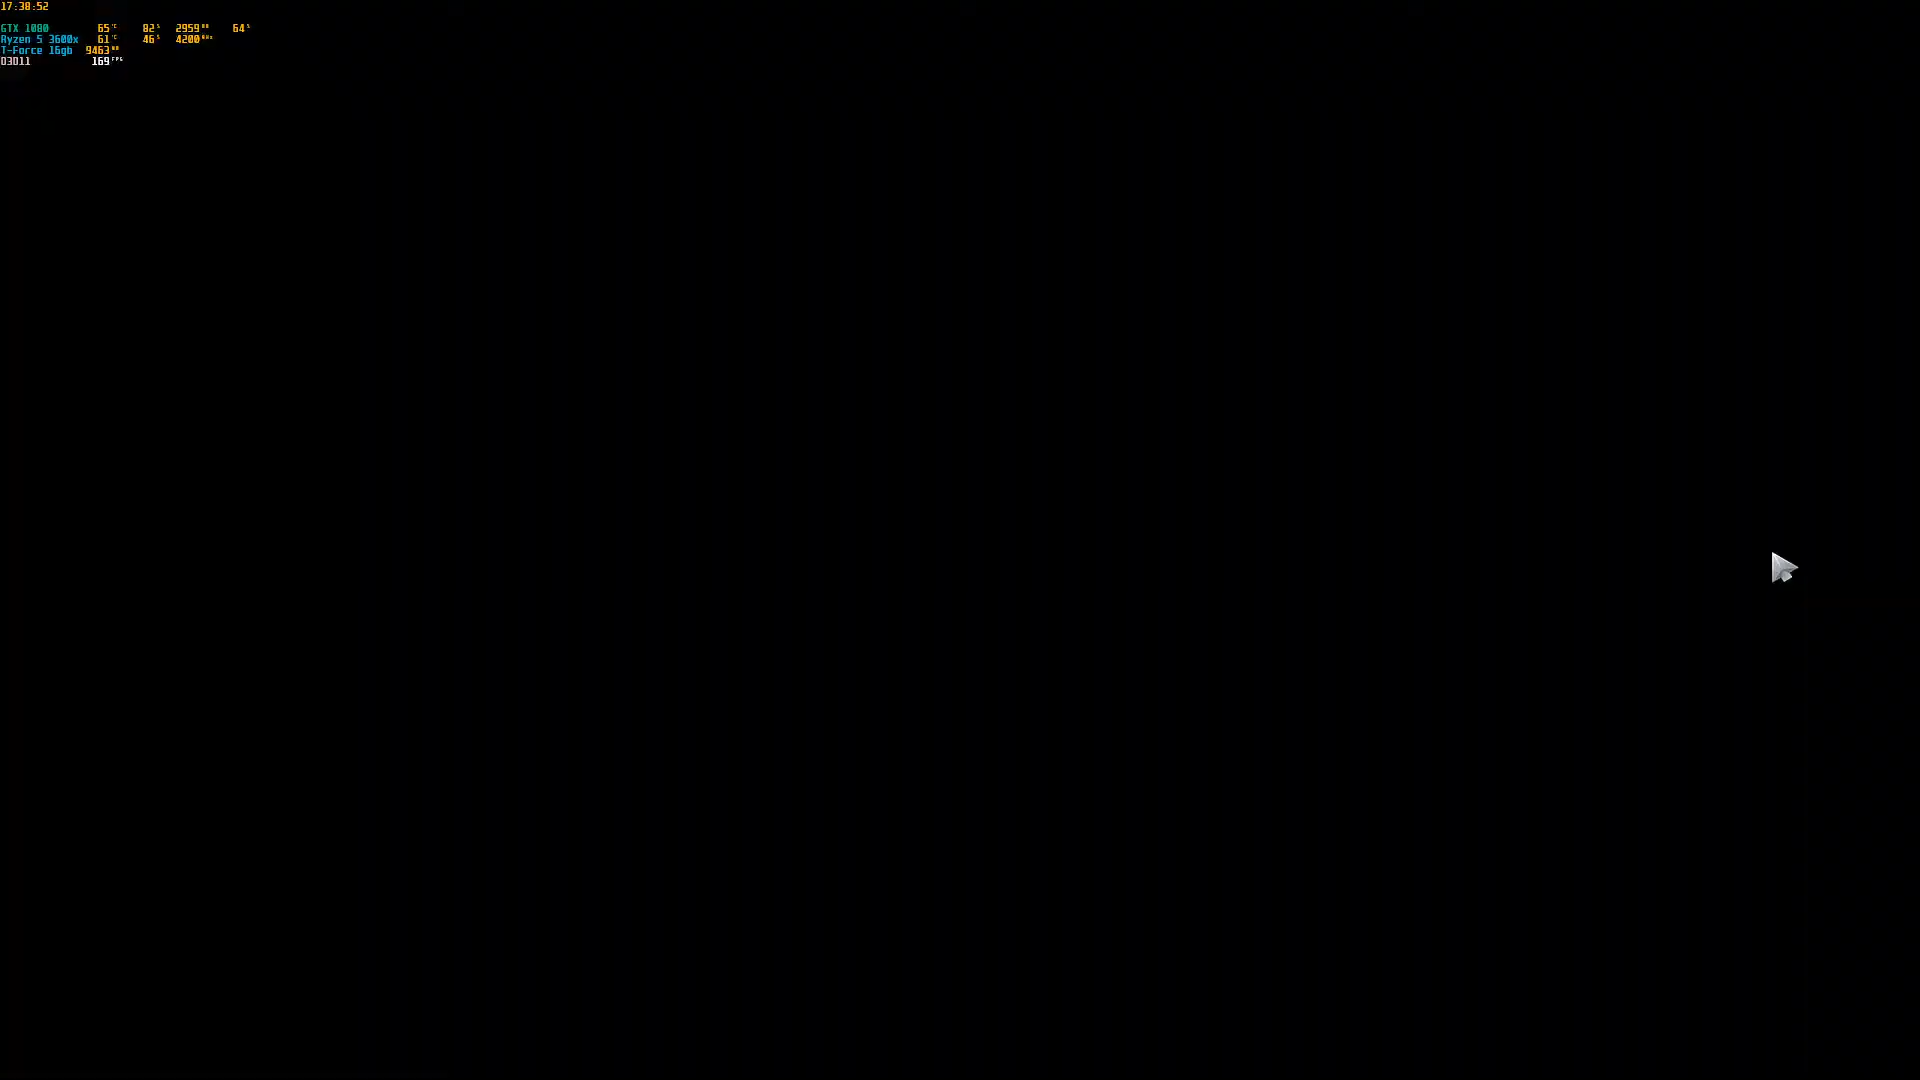 17:38:52
GTX 1080 65°C 82% 2959MB 64%
Ryzen 5 3600x 61°C 46% 4200MHz
T-Force 16gb 9463MB
D3D11 169FPS